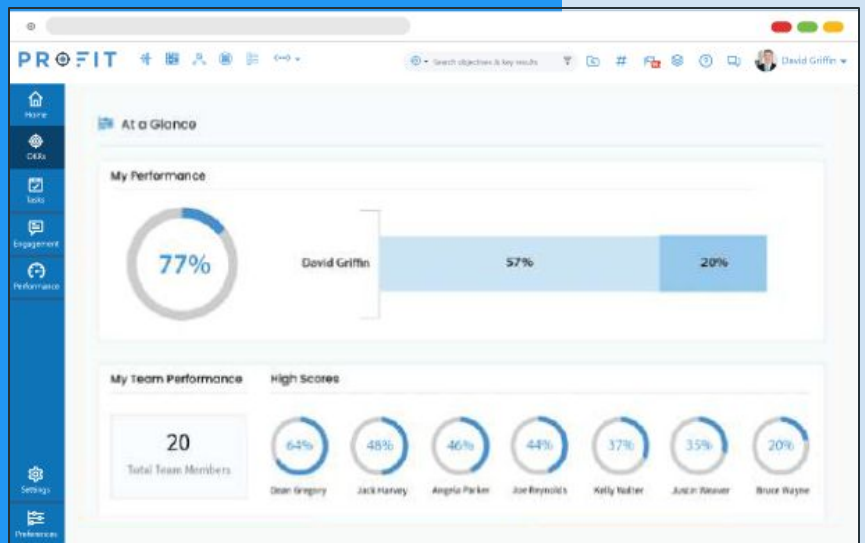 PROFIT
Search objectives & key results
David Griffin
Home
OKRs
Tasks
Engagement
Performance
Settings
Preferences
At a Glance
My Performance
77%
David Griffin
57%
20%
My Team Performance
High Scores
20
Total Team Members
64%
48%
46%
44%
37%
35%
20%
Dean Gregory
Jack Harvey
Angela Parker
Joe Reynolds
Kelly
Justin Weaver
Bruce Wayne